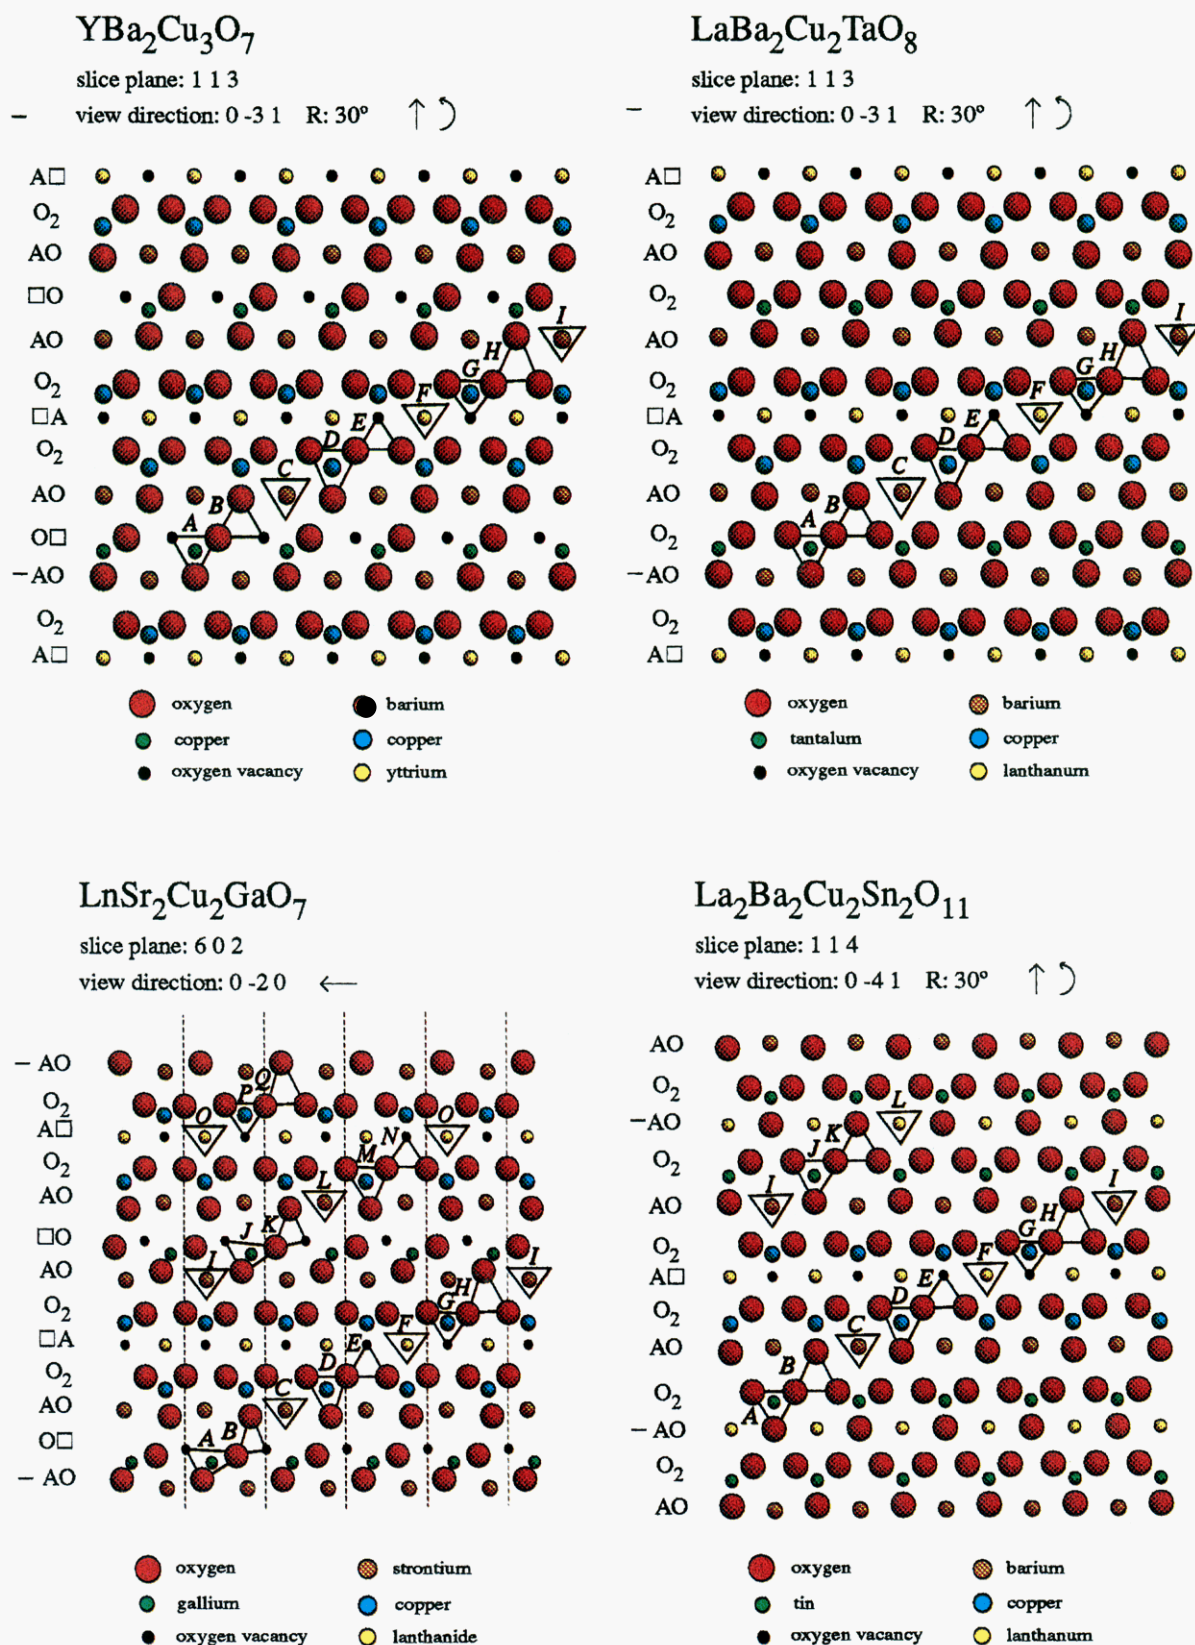 YBa₂Cu₃O₇
slice plane: 1 1 3
view direction: 0 -3 1 R: 30° ↑
–
A□
O₂
AO
□O
AO
I
H
O₂
G
□A
F
E
O₂
D
C
AO
B
O□
A
– AO
O₂
A□
oxygen barium
copper copper
oxygen vacancy yttrium
LaBa₂Cu₂TaO₈
slice plane: 1 1 3
view direction: 0 -3 1 R: 30° ↑
–
A□
O₂
AO
O₂
AO
I
H
O₂
G
□A
F
E
O₂
D
C
AO
B
O₂
A
– AO
O₂
A□
oxygen barium
tantalum copper
oxygen vacancy lanthanum
LnSr₂Cu₂GaO₇
slice plane: 6 0 2
view direction: 0 -2 0 ←
– AO
Q
O₂
P
A□
O O
N
O₂
M
L
AO
K
□O
J
AO
I I
H
O₂
G
□A
F
E
O₂
D
C
AO
B
O□
A
– AO
oxygen strontium
gallium copper
oxygen vacancy lanthanide
La₂Ba₂Cu₂Sn₂O₁₁
slice plane: 1 1 4
view direction: 0 -4 1 R: 30° ↑
AO
O₂
L
– AO
K
O₂
J
AO
I I
H
O₂
G
A□
F
E
O₂
D
C
AO
B
O₂
A
– AO
O₂
AO
oxygen barium
tin copper
oxygen vacancy lanthanum